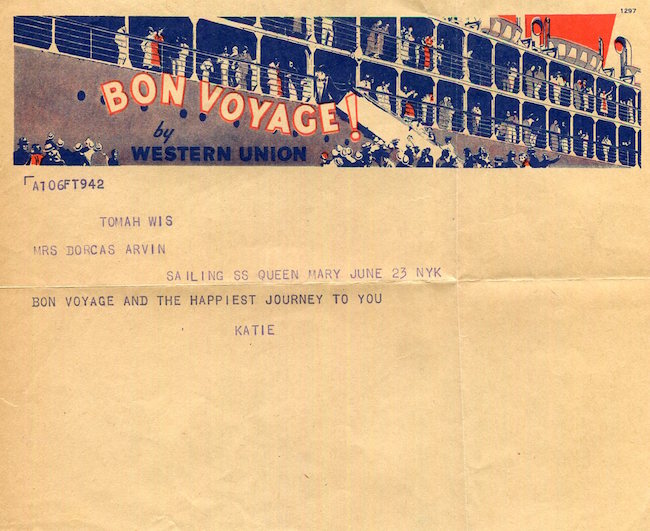 1297
BON VOYAGE!
by
WESTERN UNION
A106FT942
TOMAH WIS
MRS DORCAS ARVIN
SAILING SS QUEEN MARY JUNE 23 NYK
BON VOYAGE AND THE HAPPIEST JOURNEY TO YOU
KATIE